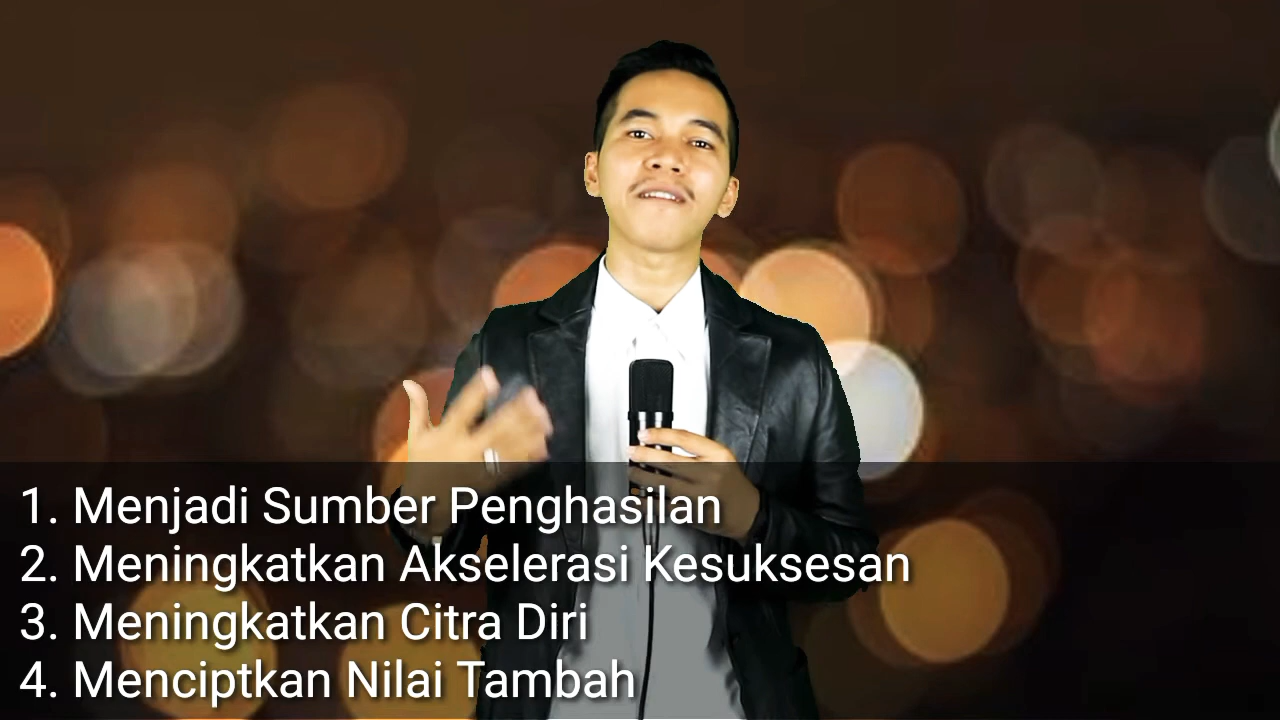 1. Menjadi Sumber Penghasilan
2. Meningkatkan Akselerasi Kesuksesan
3. Meningkatkan Citra Diri
4. Menciptkan Nilai Tambah